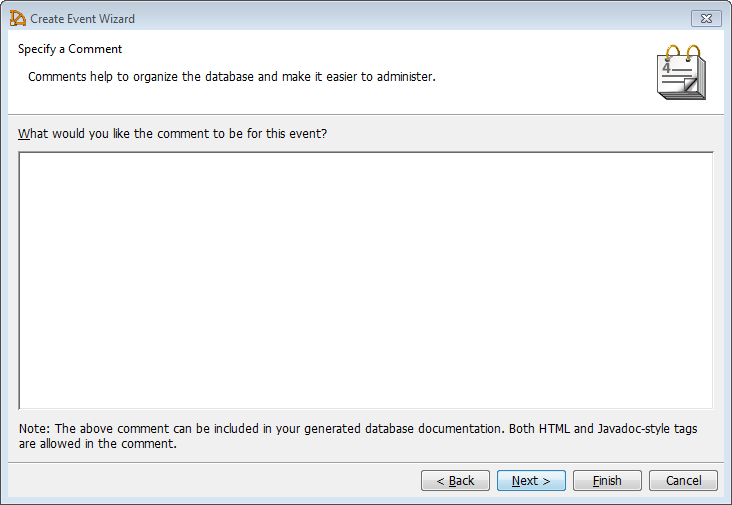 Create Event Wizard
Specify a Comment
Comments help to organize the database and make it easier to administer.
4
What would you like the comment to be for this event?
Note: The above comment can be included in your generated database documentation. Both HTML and Javadoc-style tags
are allowed in the comment.
< Back Next > Finish Cancel